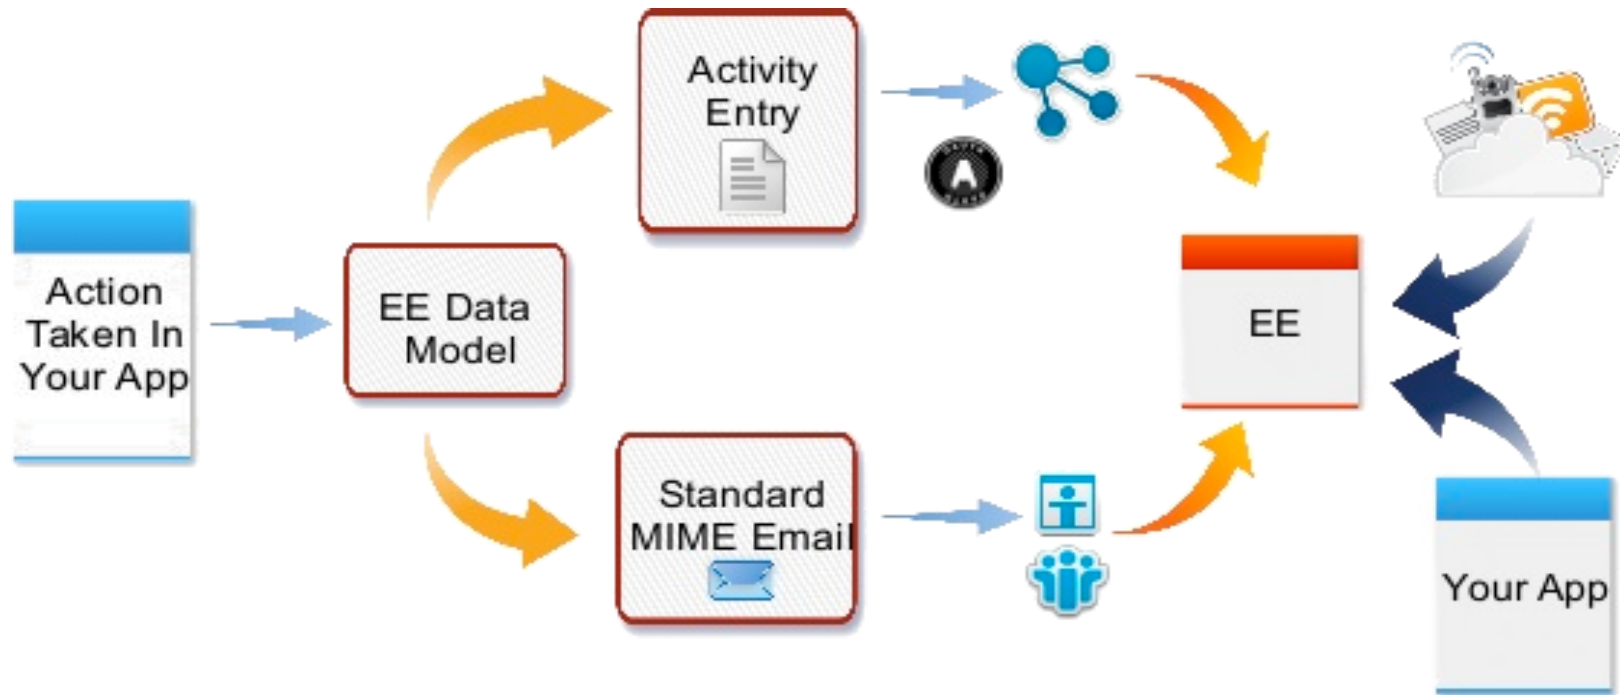 Action
Taken In
Your App
EE Data
Model
Activity
Entry
Standard
MIME Email
EE
Your App